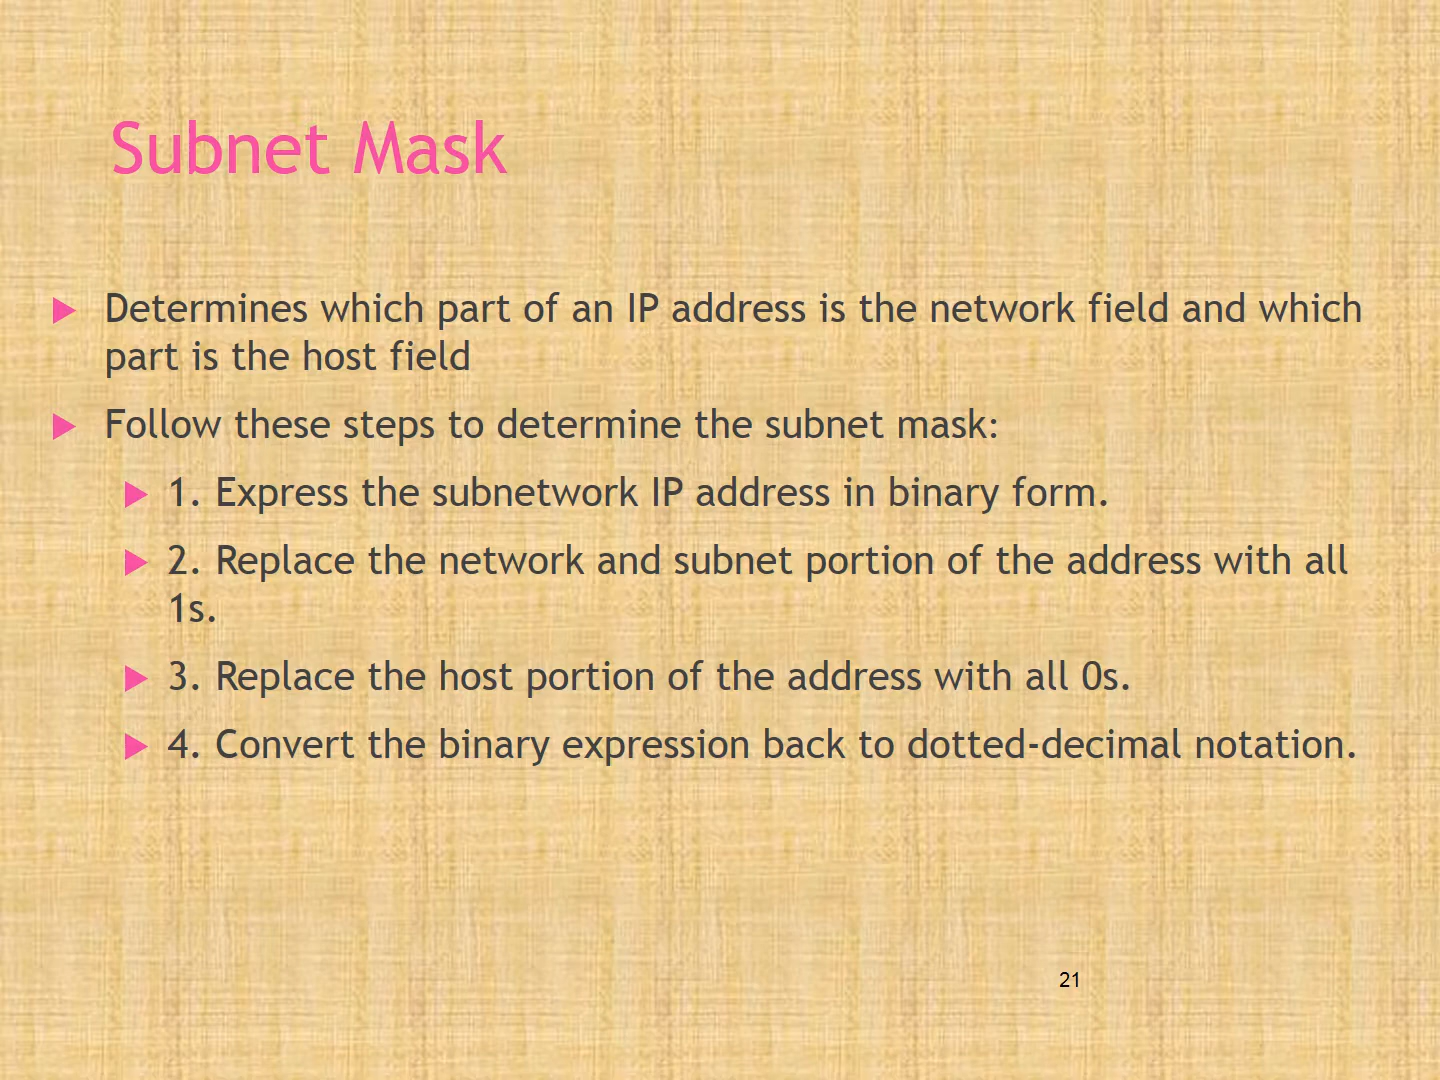 Subnet Mask
Determines which part of an IP address is the network field and which
part is the host field
Follow these steps to determine the subnet mask:
1. Express the subnetwork IP address in binary form.
2. Replace the network and subnet portion of the address with all
1s.
3. Replace the host portion of the address with all 0s.
4. Convert the binary expression back to dotted-decimal notation.
21